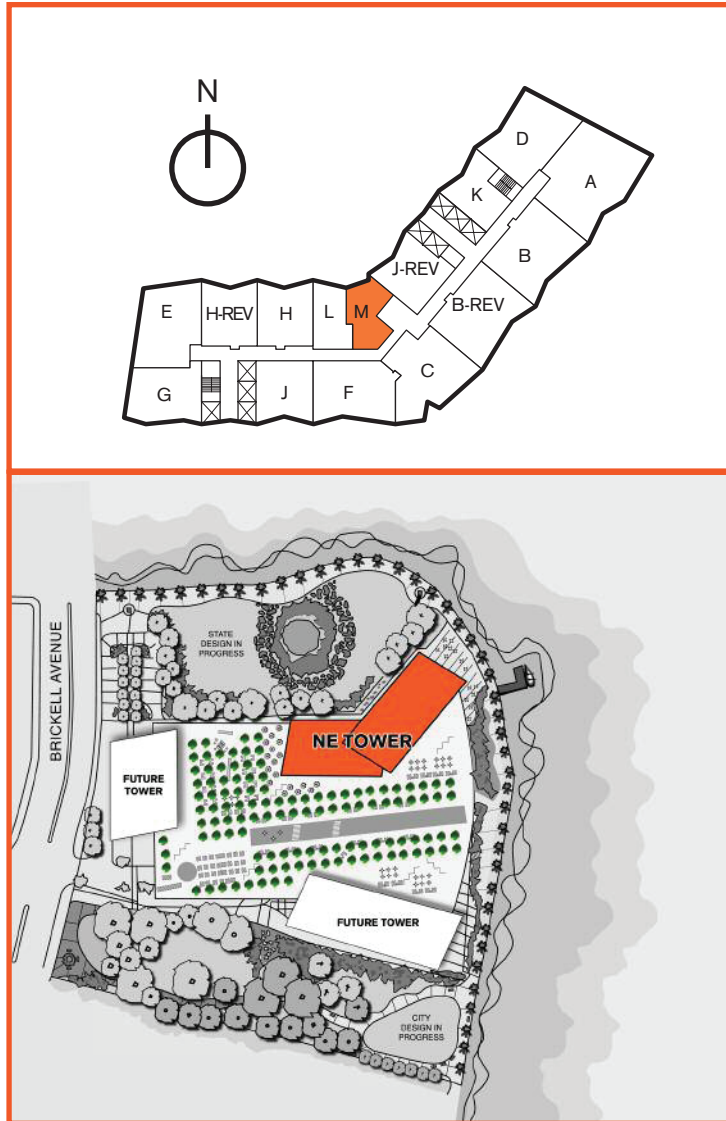 N
D
A
K
B
J-REV
B-REV
E
H-REV
H
L
M
C
G
J
F
BRICKELL AVENUE
STATE
DESIGN IN
PROGRESS
NE TOWER
FUTURE
TOWER
FUTURE TOWER
CITY
DESIGN IN
PROGRESS